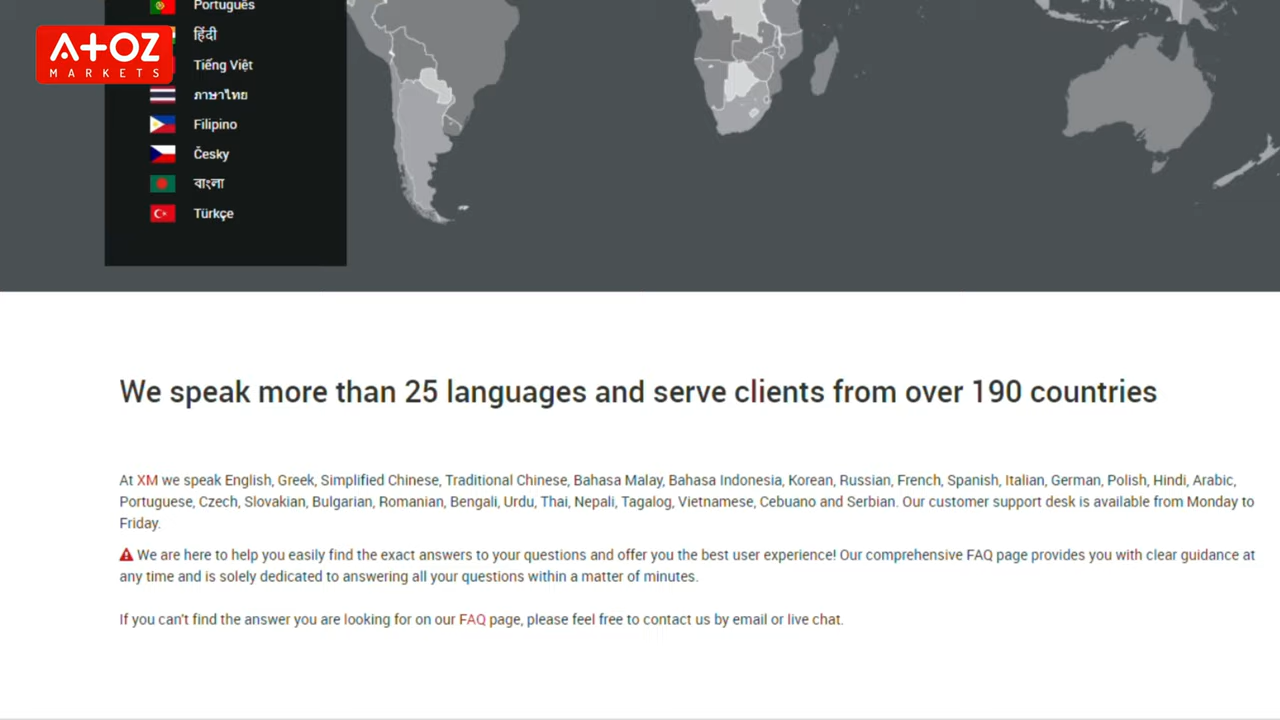 Português
A+OZ
MARKETS
हिंदी
Tiếng Việt
ภาษาไทย
Filipino
Česky
বাংলা
Türkçe
We speak more than 25 languages and serve clients from over 190 countries
At XM we speak English, Greek, Simplified Chinese, Traditional Chinese, Bahasa Malay, Bahasa Indonesia, Korean, Russian, French, Spanish, Italian, German, Polish, Hindi, Arabic,
Portuguese, Czech, Slovakian, Bulgarian, Romanian, Bengali, Urdu, Thai, Nepali, Tagalog, Vietnamese, Cebuano and Serbian. Our customer support desk is available from Monday to
Friday.
We are here to help you easily find the exact answers to your questions and offer you the best user experience! Our comprehensive FAQ page provides you with clear guidance at
any time and is solely dedicated to answering all your questions within a matter of minutes.
If you can't find the answer you are looking for on our FAQ page, please feel free to contact us by email or live chat.